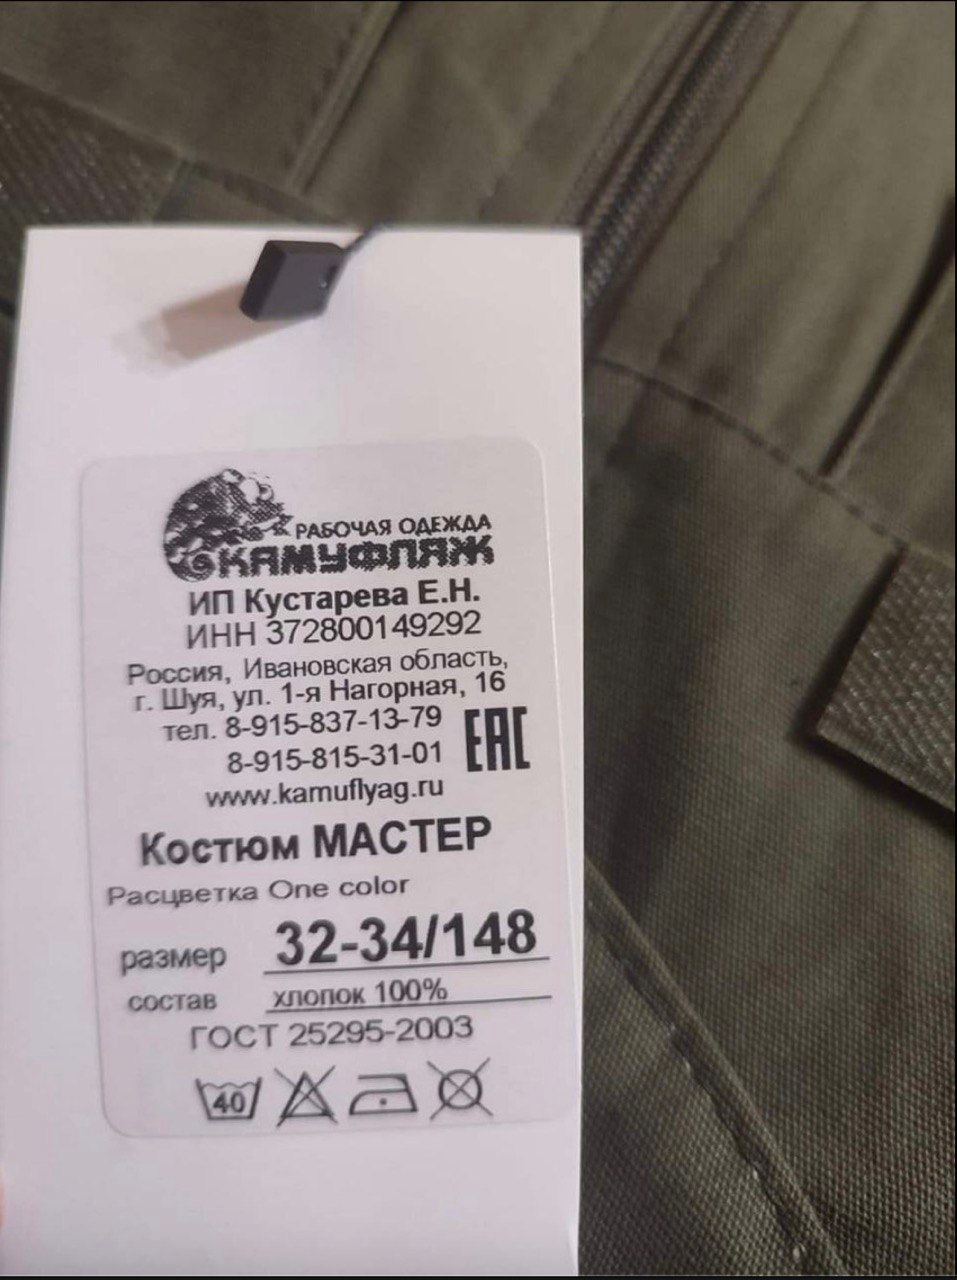 РАБОЧАЯ ОДЕЖДА
КАМУФЛЯЖ
ИП Кустарева Е.Н.
ИНН 372800149292
Россия, Ивановская область,
г. Шуя, ул. 1-я Нагорная, 16
тел. 8-915-837-13-79
8-915-815-31-01
EAC
www.kamuflyag.ru
Костюм МАСТЕР
Расцветка One color
размер 32-34/148
состав хлопок 100%
ГОСТ 25295-2003
40